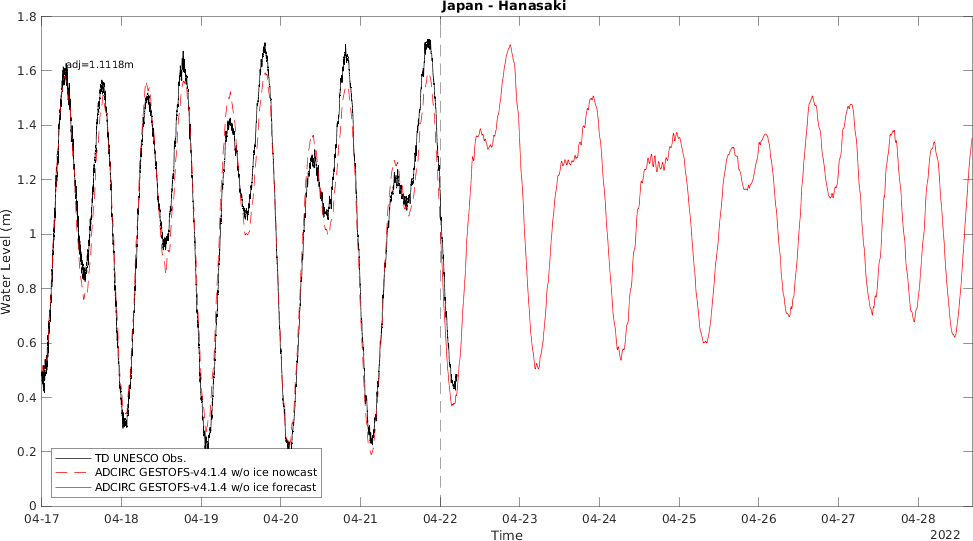 Japan - Hanasaki
1.8
1.6
1.4
1.2
1
0.8
0.6
0.4
0.2
0
Water Level (m)
adj=1.1118m
TD UNESCO Obs.
ADCIRC GESTOFS-v4.1.4 w/o ice nowcast
ADCIRC GESTOFS-v4.1.4 w/o ice forecast
04-17 04-18 04-19 04-20 04-21 04-22 04-23 04-24 04-25 04-26 04-27 04-28
Time 2022